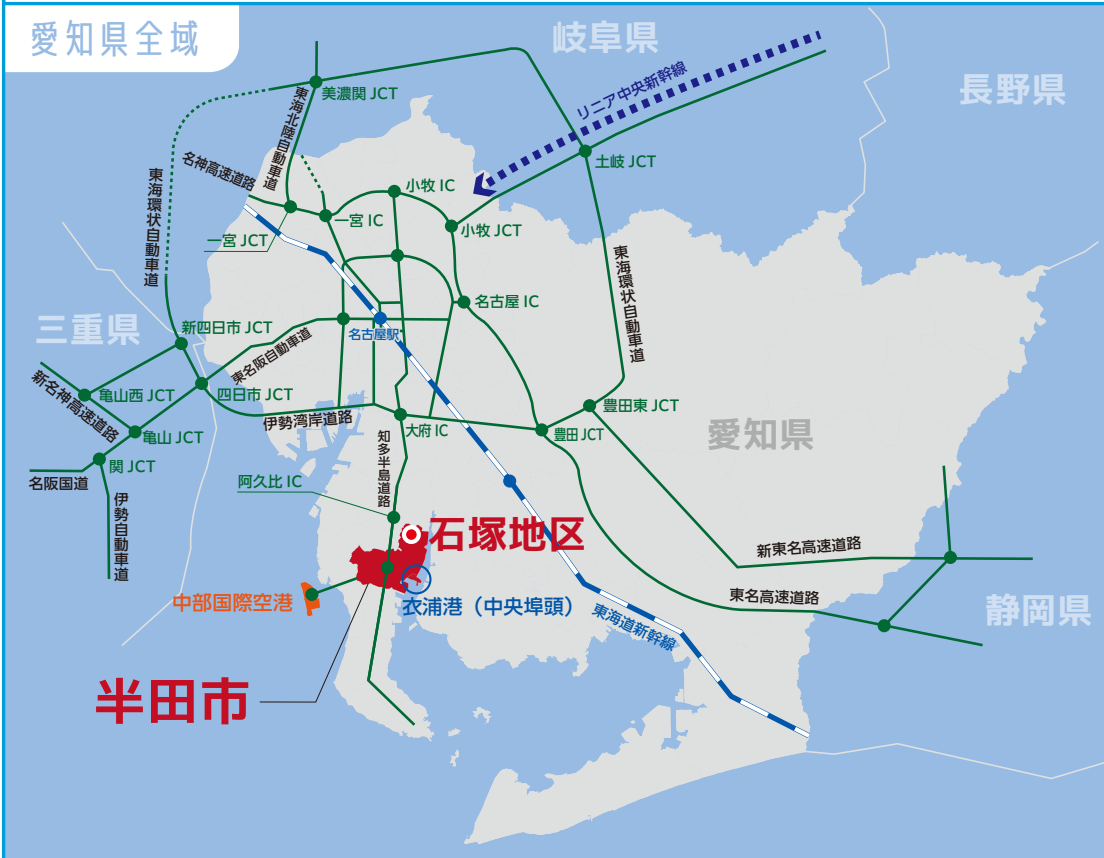 愛知県全域
岐阜県
長野県
リニア中央新幹線
美濃関 JCT
東海北陸自動車道
土岐 JCT
名神高速道路
小牧 IC
東海環状自動車道
一宮 IC
小牧 JCT
一宮 JCT
東海環状自動車道
名古屋 IC
三重県
新四日市 JCT
名古屋駅
東名阪自動車道
新名神高速道路
亀山西 JCT
四日市 JCT
豊田東 JCT
伊勢湾岸道路
大府 IC
豊田 JCT
愛知県
亀山 JCT
関 JCT
知多半島道路
名阪国道
阿久比 IC
伊勢自動車道
石塚地区
新東名高速道路
中部国際空港
衣浦港（中央埠頭）
東名高速道路
静岡県
東海道新幹線
半田市